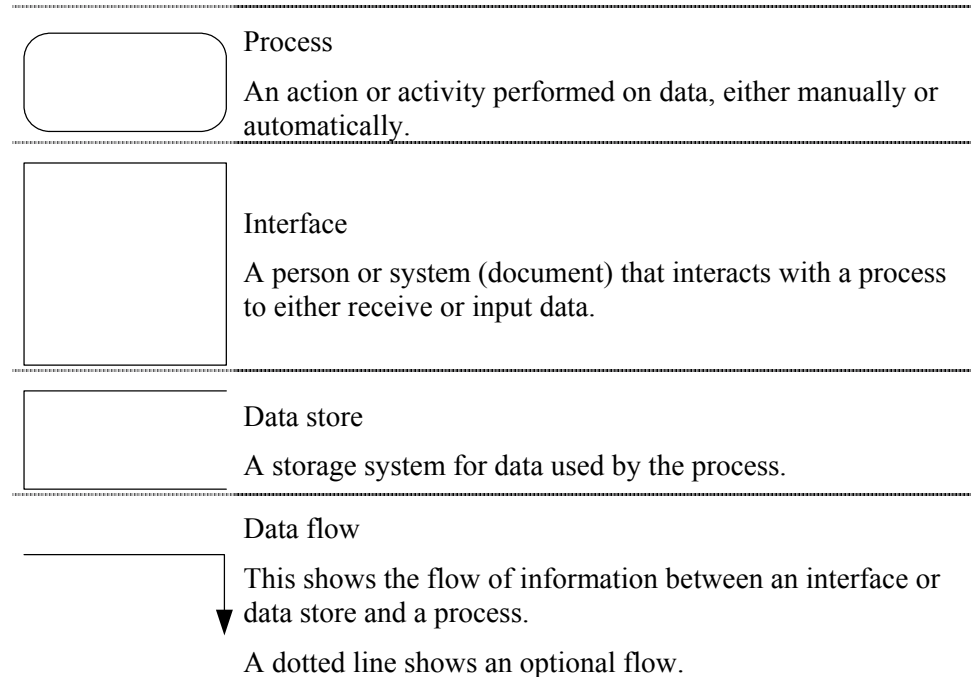 Process
An action or activity performed on data, either manually or
automatically.
Interface
A person or system (document) that interacts with a process
to either receive or input data.
Data store
A storage system for data used by the process.
Data flow
This shows the flow of information between an interface or
data store and a process.
A dotted line shows an optional flow.